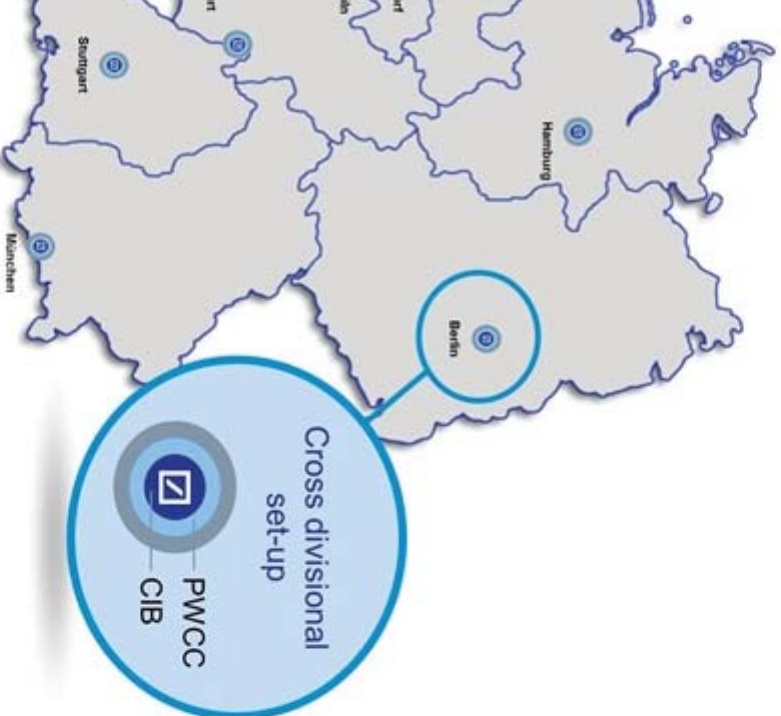 Hamburg
Berlin
Stuttgart
München
Cross divisional
set-up
PWCC
CIB